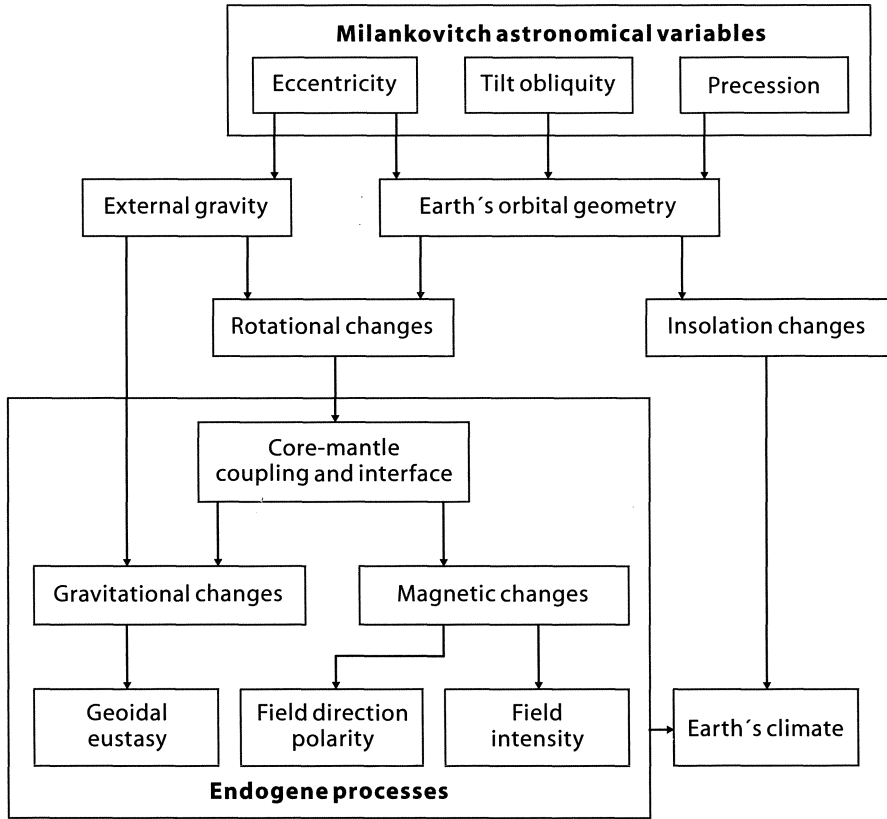 Milankovitch astronomical variables
Eccentricity
Tilt obliquity
Precession
External gravity
Earth´s orbital geometry
Rotational changes
Insolation changes
Core-mantle
coupling and interface
Gravitational changes
Magnetic changes
Geoidal
eustasy
Field direction
polarity
Field
intensity
Earth´s climate
Endogene processes